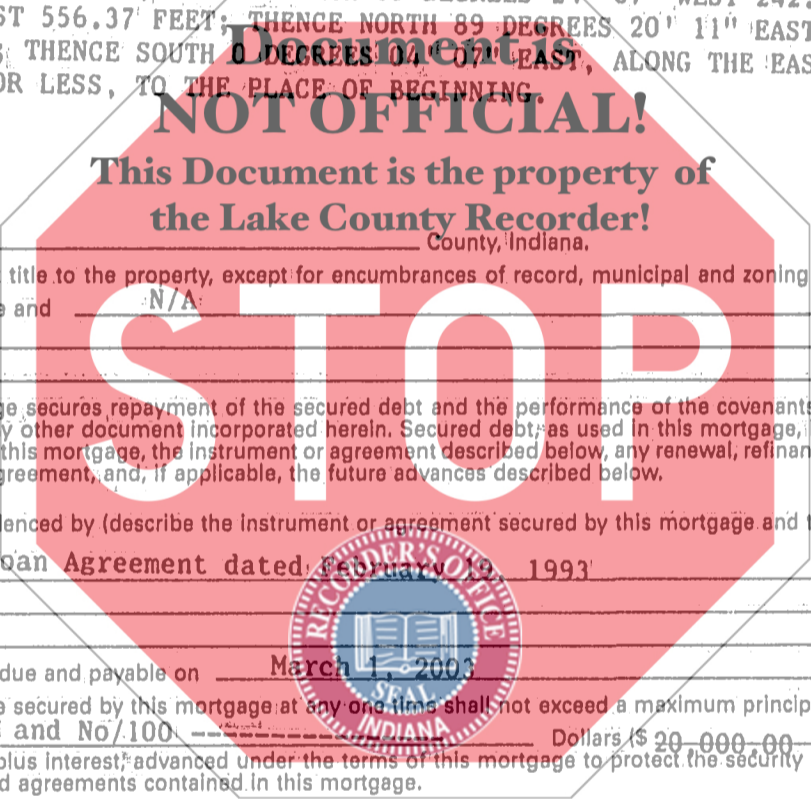 ST 556.37 FEET; THENCE NORTH 89 DEGREES 20' 11" EAST
; THENCE SOUTH 0 DEGREES 04' 07" EAST, ALONG THE EAS
OR LESS, TO THE PLACE OF BEGINNING.
Document is
NOT OFFICIAL!
This Document is the property of
the Lake County Recorder!
County, Indiana.
title to the property, except for encumbrances of record, municipal and zoning
e and N/A
STOP
ge secures repayment of the secured debt and the performance of the covenants
y other document incorporated herein. Secured debt, as used in this mortgage,
this mortgage, the instrument or agreement described below, any renewal, refinan
greement, and, if applicable, the future advances described below.
denced by (describe the instrument or agreement secured by this mortgage and t
oan Agreement dated February 19, 1993
RECORDER'S OFFICE
SEAL
INDIANA
due and payable on March 1, 2003
e secured by this mortgage at any one time shall not exceed a maximum princip
and No/100 Dollars ($ 20,000.00
plus interest, advanced under the terms of this mortgage to protect the security
d agreements contained in this mortgage.